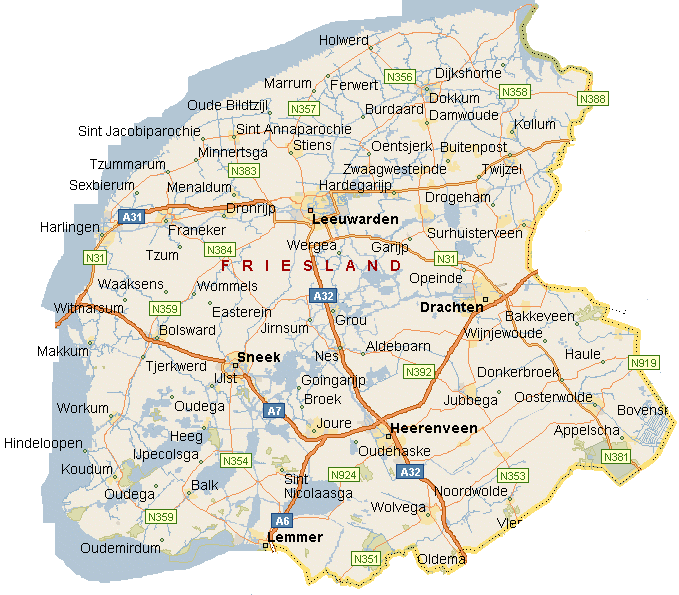 Holwerd
Dijkshorne
Marrum
Ferwert
N356
N358
N388
Oude Bildtzijl
N357
Dokkum
Burdaard
Damwoude
Kollum
Sint Jacobiparochie
Sint Annaparochie
Stiens
Oentsjerk
Buitenpost
Minnertsga
Tzummarum
N383
Zwaagwesteinde
Twijzel
Sexbierum
Menaldum
Hardegarijp
Drogeham
Dronrijp
A31
Leeuwarden
Harlingen
Franeker
Surhuisterveen
Wergea
Garijp
Tzum
N384
N31
N31
FRIESLAND
Opeinde
Waaksens
Wommels
A32
Witmarsum
N359
Easterein
Drachten
Bakkeveen
Grou
Jirnsum
Bolsward
Wijnjewoude
Makkum
Aldeboarn
Nes
Sneek
Haule
N919
Tjerkwerd
IJlst
Goingarijp
N392
Donkerbroek
Jubbega
Oosterwolde
Broek
Oudega
Workum
A7
Bovensr
Joure
Heerenveen
Appelscha
Heeg
Hindeloopen
Oudehaske
IJpecolsga
N354
N381
Koudum
A32
N924
N353
Sint
Nicolaasga
Balk
Oudega
Noordwolde
Wolvega
N359
A6
Vler
Lemmer
Oudemirdum
N351
Oldema